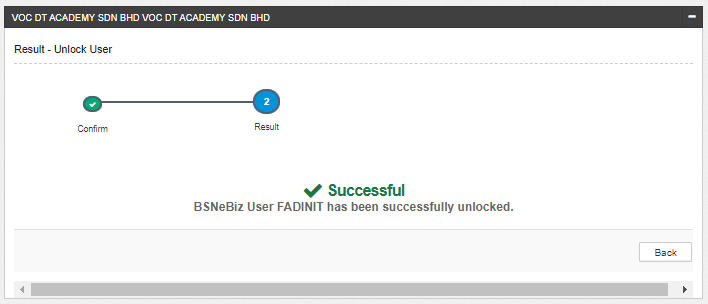 VOC DT ACADEMY SDN BHD VOC DT ACADEMY SDN BHD
Result - Unlock User
2
Confirm
Result
Successful
BSNeBiz User FADINIT has been successfully unlocked.
Back